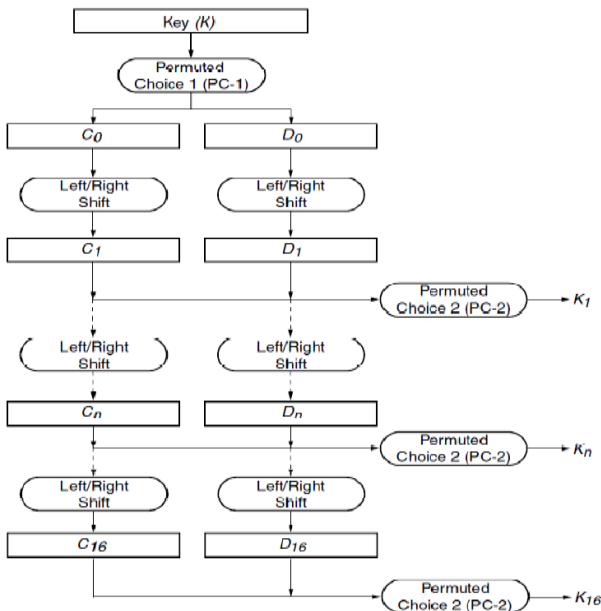 Key (K)
Permuted
Choice 1 (PC-1)
C0
D0
Left/Right
Shift
Left/Right
Shift
C1
D1
Permuted
Choice 2 (PC-2)
K1
Left/Right
Shift
Left/Right
Shift
Cn
Dn
Permuted
Choice 2 (PC-2)
Kn
Left/Right
Shift
Left/Right
Shift
C16
D16
Permuted
Choice 2 (PC-2)
K16